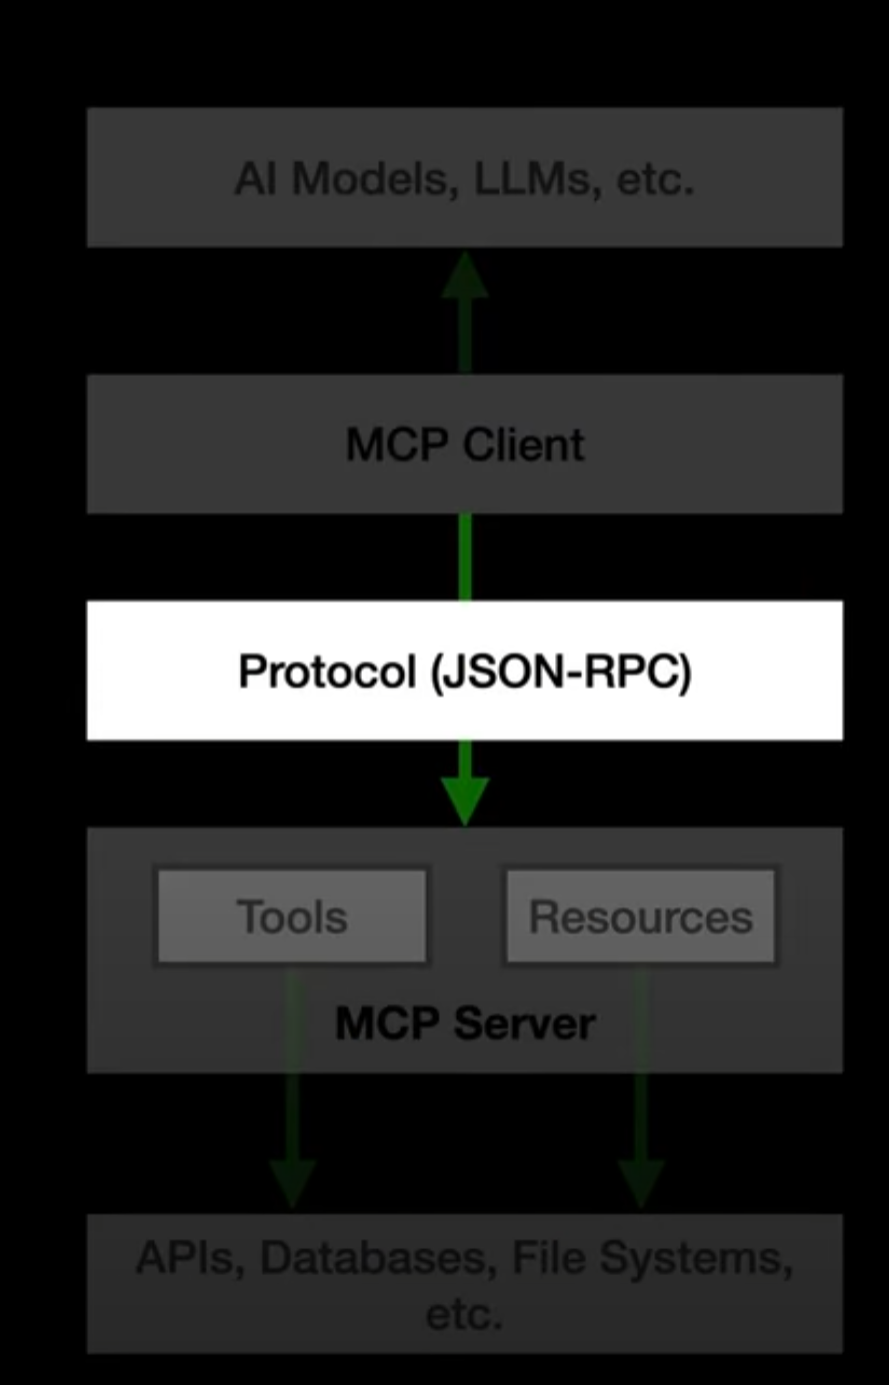 AI Models, LLMs, etc.
MCP Client
Protocol (JSON-RPC)
Tools
Resources
MCP Server
APIs, Databases, File Systems,
etc.